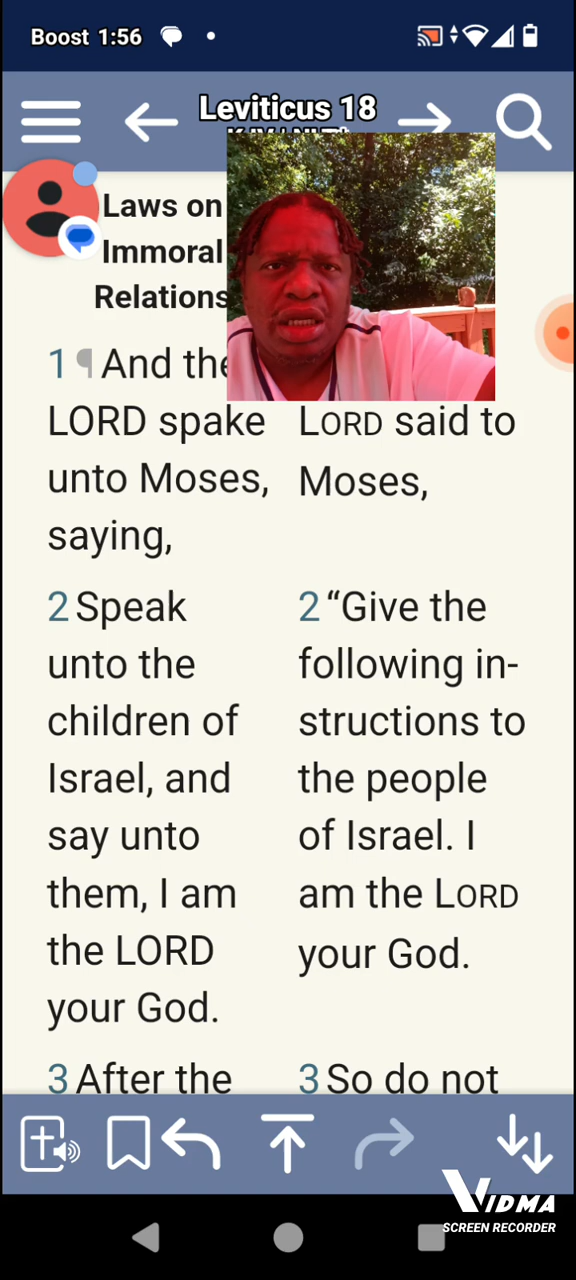 Boost 1:56
Leviticus 18
Laws on
Immoral
Relations
1 ¶ And the
LORD spake
unto Moses,
saying,
2 Speak
unto the
children of
Israel, and
say unto
them, I am
the LORD
your God.
3 After the
LORD said to
Moses,
2 “Give the
following in-
structions to
the people
of Israel. I
am the LORD
your God.
3 So do not
VIDMA
SCREEN RECORDER